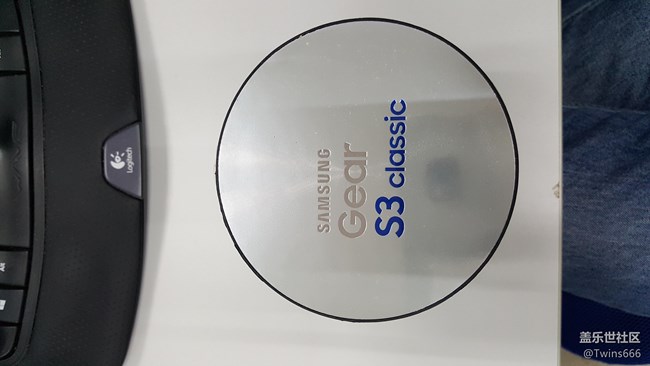 SAMSUNG
Gear
S3 classic
Logitech
盖乐世社区
@Twins666